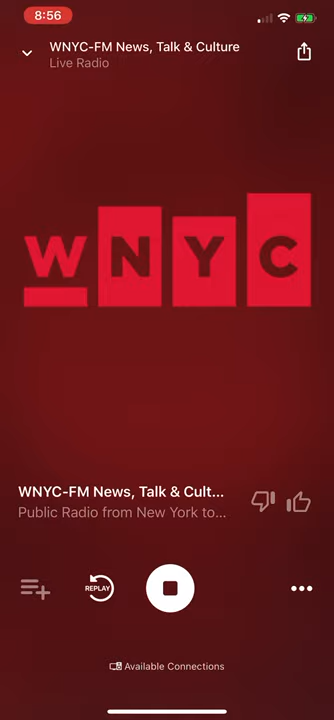 8:56
WNYC-FM News, Talk & Culture
Live Radio
WNYC
WNYC-FM News, Talk & Cult...
Public Radio from New York to...
REPLAY
Available Connections